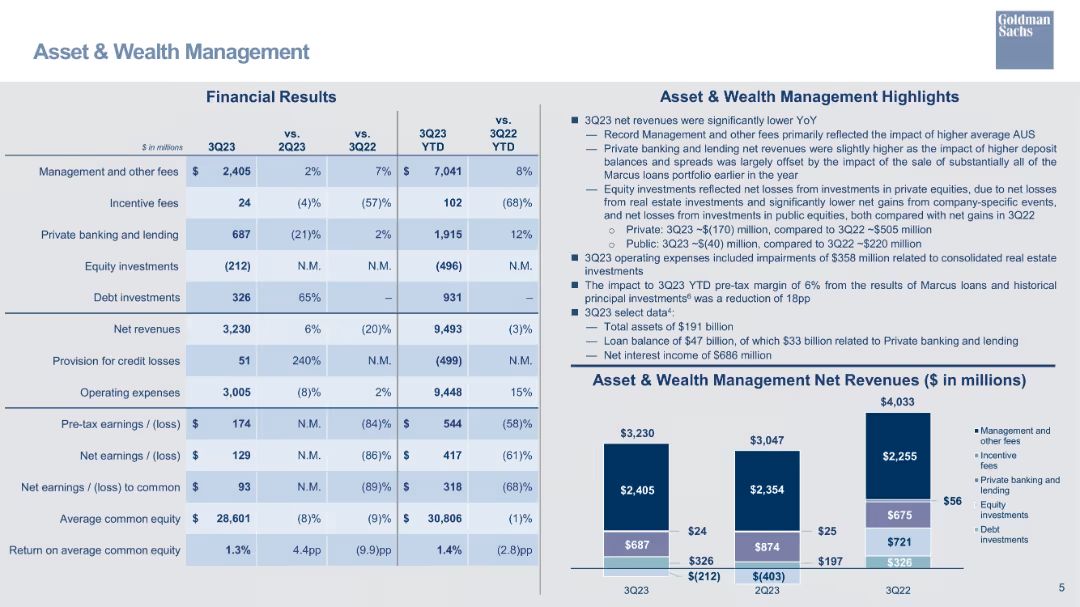 Goldman
Sachs
Asset & Wealth Management
Financial Results
$ in millions 3Q23 vs. 2Q23 vs. 3Q22 3Q23 YTD vs. 3Q22 YTD
Management and other fees $ 2,405 2% 7% $ 7,041 8%
Incentive fees 24 (4)% (57)% 102 (68)%
Private banking and lending 687 (21)% 2% 1,915 12%
Equity investments (212) N.M. N.M. (496) N.M.
Debt investments 326 65% – 931 –
Net revenues 3,230 6% (20)% 9,493 (3)%
Provision for credit losses 51 240% N.M. (499) N.M.
Operating expenses 3,005 (8)% 2% 9,448 15%
Pre-tax earnings / (loss) $ 174 N.M. (84)% $ 544 (58)%
Net earnings / (loss) $ 129 N.M. (86)% $ 417 (61)%
Net earnings / (loss) to common $ 93 N.M. (89)% $ 318 (68)%
Average common equity $ 28,601 (8)% (9)% $ 30,806 (1)%
Return on average common equity 1.3% 4.4pp (9.9)pp 1.4% (2.8)pp
Asset & Wealth Management Highlights
■ 3Q23 net revenues were significantly lower YoY
— Record Management and other fees primarily reflected the impact of higher average AUS
— Private banking and lending net revenues were slightly higher as the impact of higher deposit
balances and spreads was largely offset by the impact of the sale of substantially all of the
Marcus loans portfolio earlier in the year
— Equity investments reflected net losses from investments in private equities, due to net losses
from real estate investments and significantly lower net gains from company-specific events,
and net losses from investments in public equities, both compared with net gains in 3Q22
○ Private: 3Q23 ~$(170) million, compared to 3Q22 ~$505 million
○ Public: 3Q23 ~$(40) million, compared to 3Q22 ~$220 million
■ 3Q23 operating expenses included impairments of $358 million related to consolidated real estate
investments
■ The impact to 3Q23 YTD pre-tax margin of 6% from the results of Marcus loans and historical
principal investments⁶ was a reduction of 18pp
■ 3Q23 select data⁴:
— Total assets of $191 billion
— Loan balance of $47 billion, of which $33 billion related to Private banking and lending
— Net interest income of $686 million
Asset & Wealth Management Net Revenues ($ in millions)
$3,230
$2,405
$24
$687
$326
$(212)
3Q23
$3,047
$2,354
$25
$874
$197
$(403)
2Q23
$4,033
$2,255
$56
$675
$721
$326
3Q22
Management and
other fees
Incentive
fees
Private banking and
lending
Equity
investments
Debt
investments
5